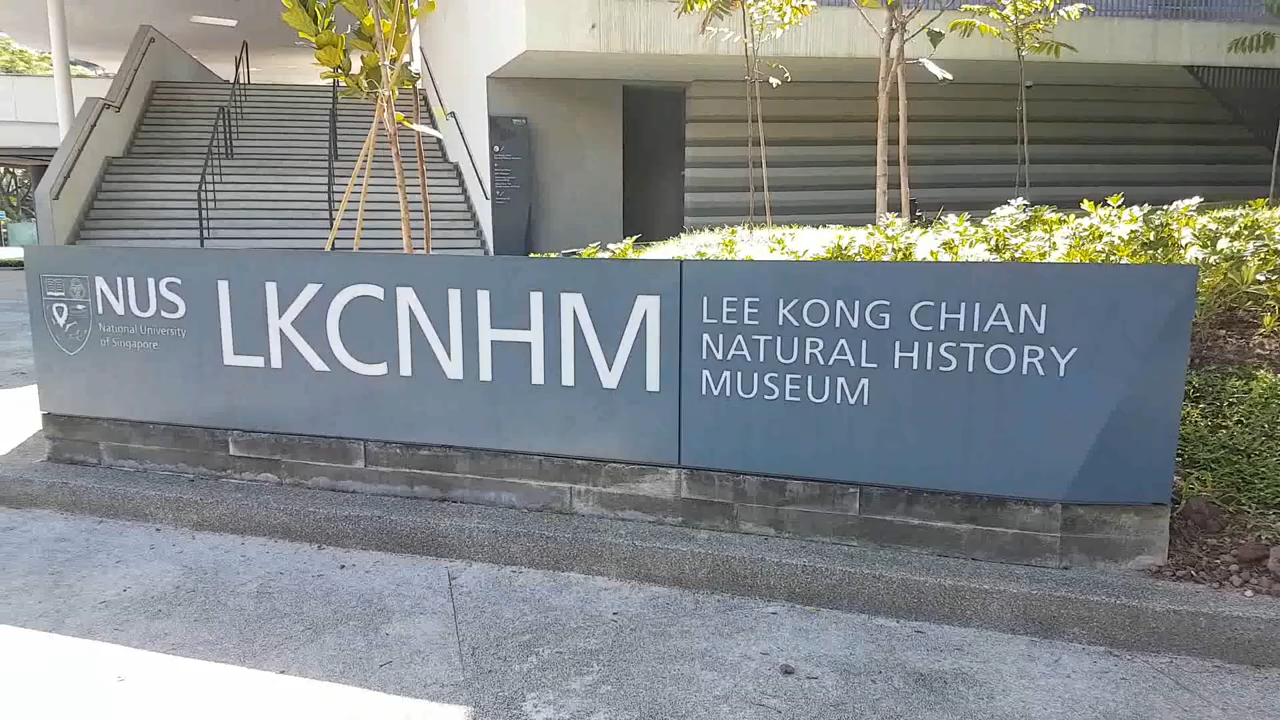 NUS
National University
of Singapore
LKCNHM
LEE KONG CHIAN
NATURAL HISTORY
MUSEUM